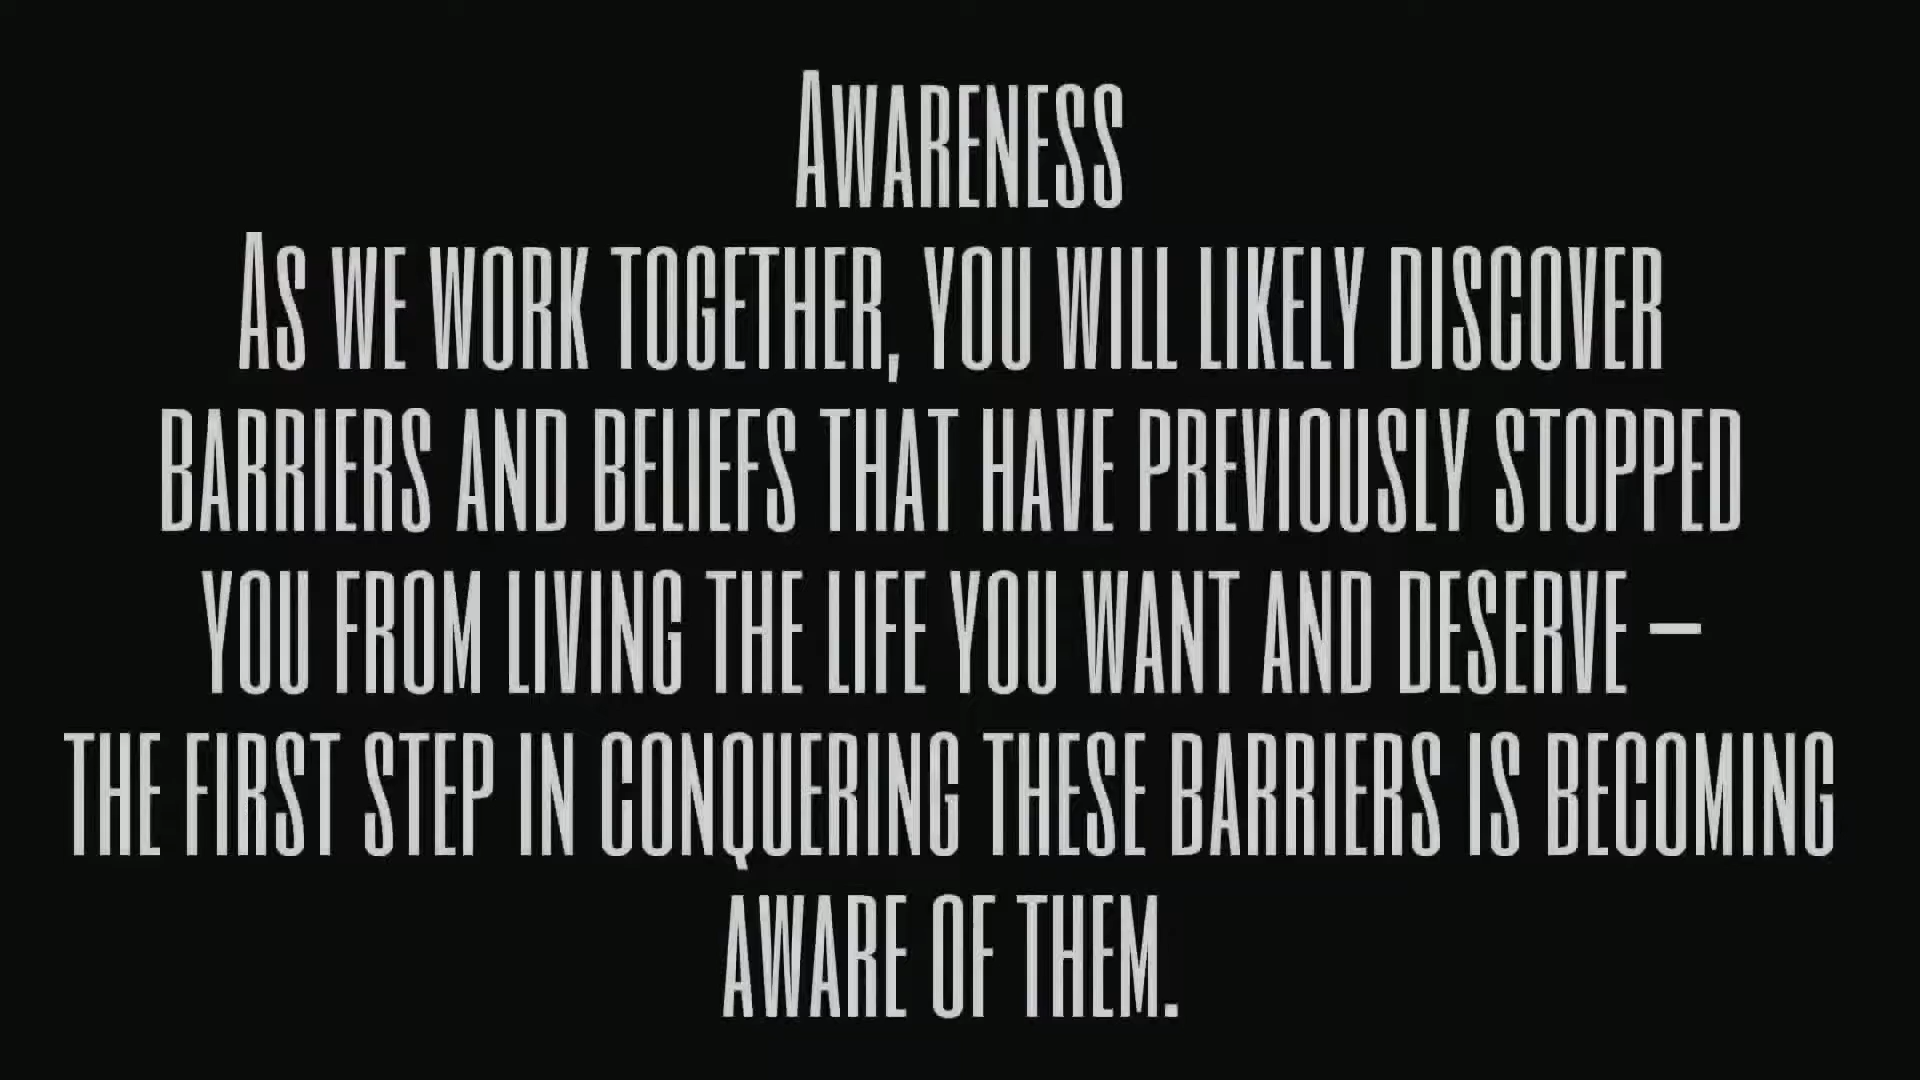 Awareness
As we work together, you will likely discover
barriers and beliefs that have previously stopped
you from living the life you want and deserve –
the first step in conquering these barriers is becoming
aware of them.